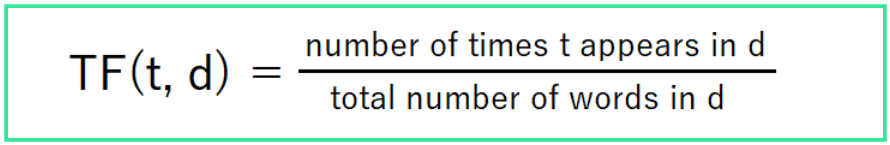 TF(t, d) = number of times t appears in d
total number of words in d